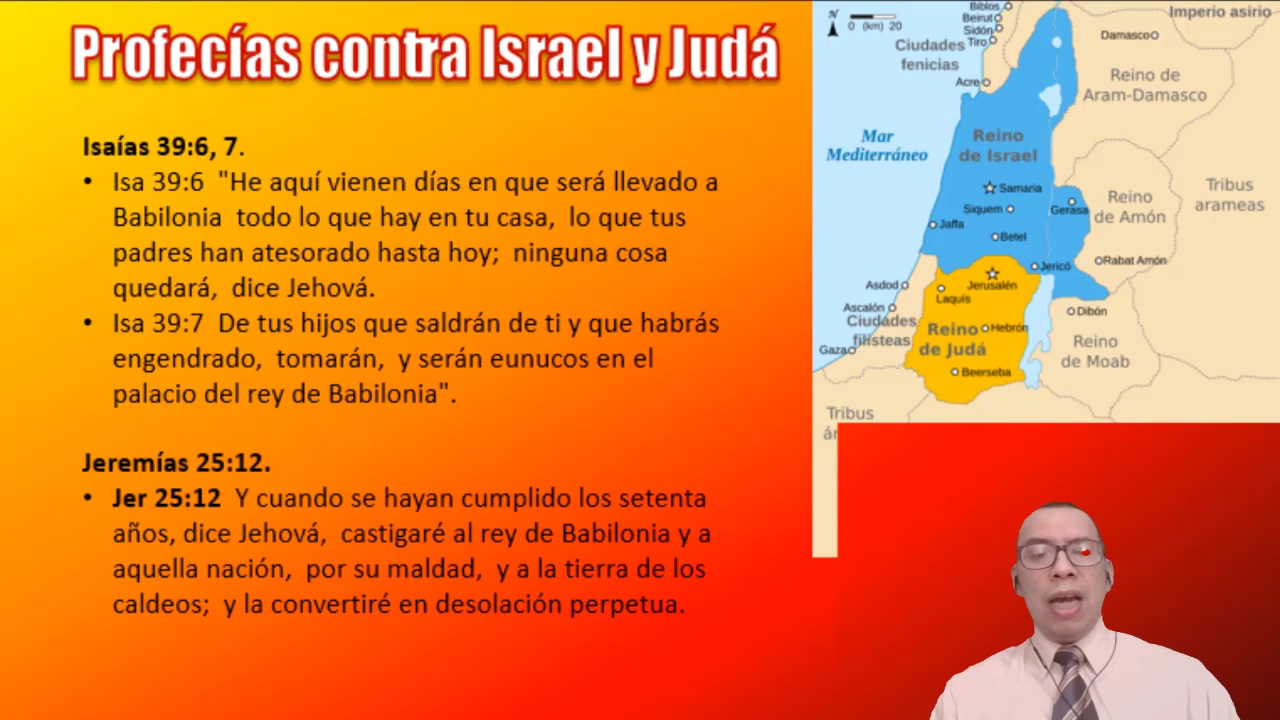 Profecías contra Israel y Judá
Isaías 39:6, 7.
• Isa 39:6 "He aquí vienen días en que será llevado a
Babilonia todo lo que hay en tu casa, lo que tus
padres han atesorado hasta hoy; ninguna cosa
quedará, dice Jehová.
• Isa 39:7 De tus hijos que saldrán de ti y que habrás
engendrado, tomarán, y serán eunucos en el
palacio del rey de Babilonia".
Jeremías 25:12.
• Jer 25:12 Y cuando se hayan cumplido los setenta
años, dice Jehová, castigaré al rey de Babilonia y a
aquella nación, por su maldad, y a la tierra de los
caldeos; y la convertiré en desolación perpetua.
N
0 (km) 20
Biblos
Beirut
Sidón
Tiro
Imperio asirio
Damasco
Ciudades
fenicias
Acre
Reino de
Aram-Damasco
Mar
Mediterráneo
Reino
de Israel
Samaria
Siquem
Gerasa
Jaffa
Betel
Reino
de Amón
Tribus
arameas
Jericó
Rabat Amón
Jerusalén
Asdod
Laquis
Ascalón
Ciudades
filísteas
Gaza
Reino
de Judá
Hebrón
Beerseba
Dibón
Reino
de Moab
Tribus
ár